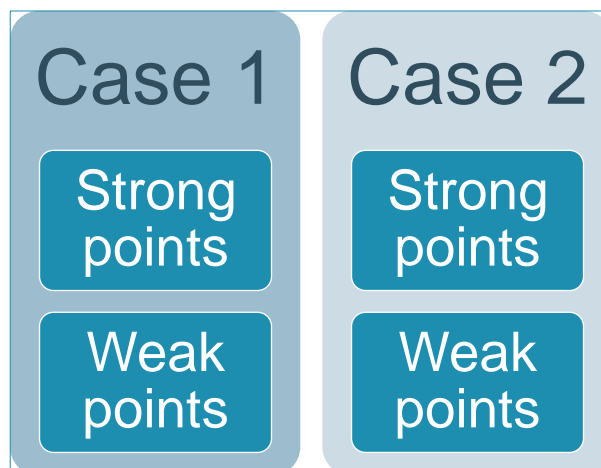 Case 1
Strong
points
Weak
points
Case 2
Strong
points
Weak
points